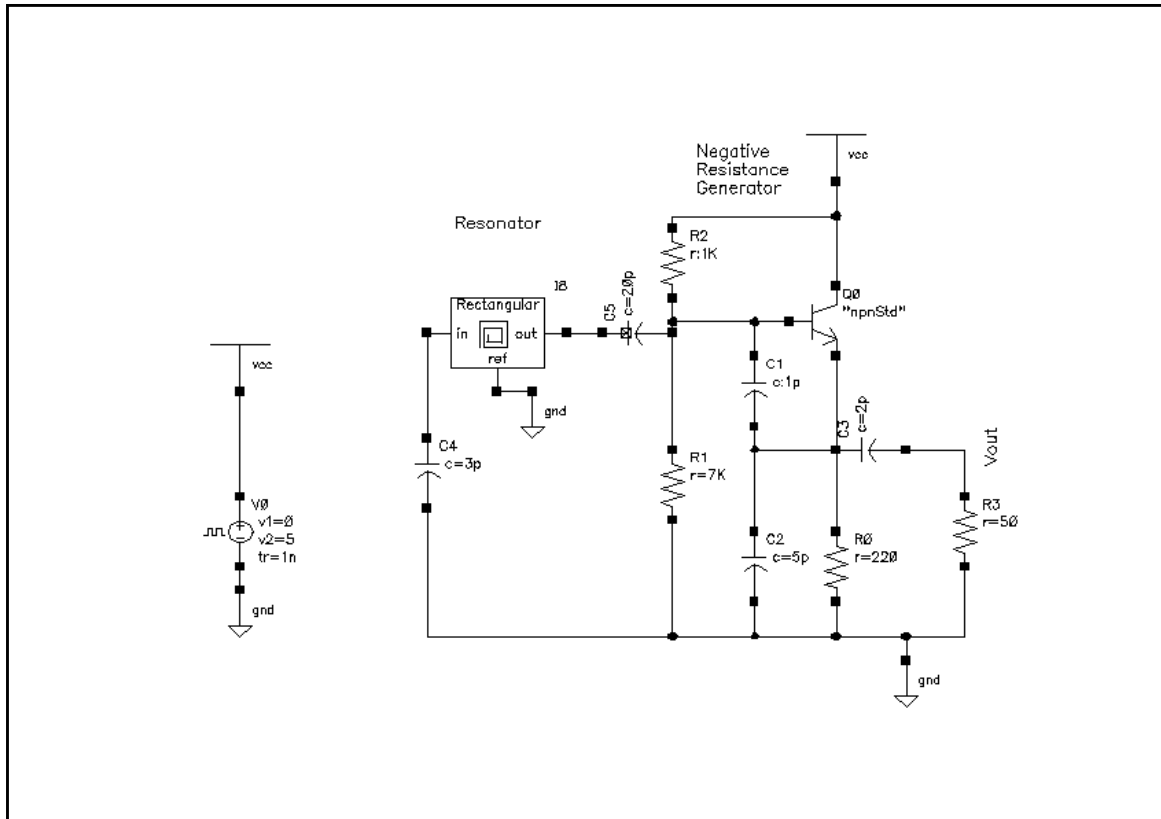 Negative
Resistance
Generator
vcc
Resonator
R2
r:1K
I8
C5
c=20p
Rectangular
in
out
ref
gnd
Q0
"npnStd"
vcc
C1
c:1p
C3
c=2p
Vout
C4
c=3p
R1
r=7K
R3
r=50
V0
v1=0
v2=5
tr=1n
C2
c=5p
R0
r=220
gnd
gnd